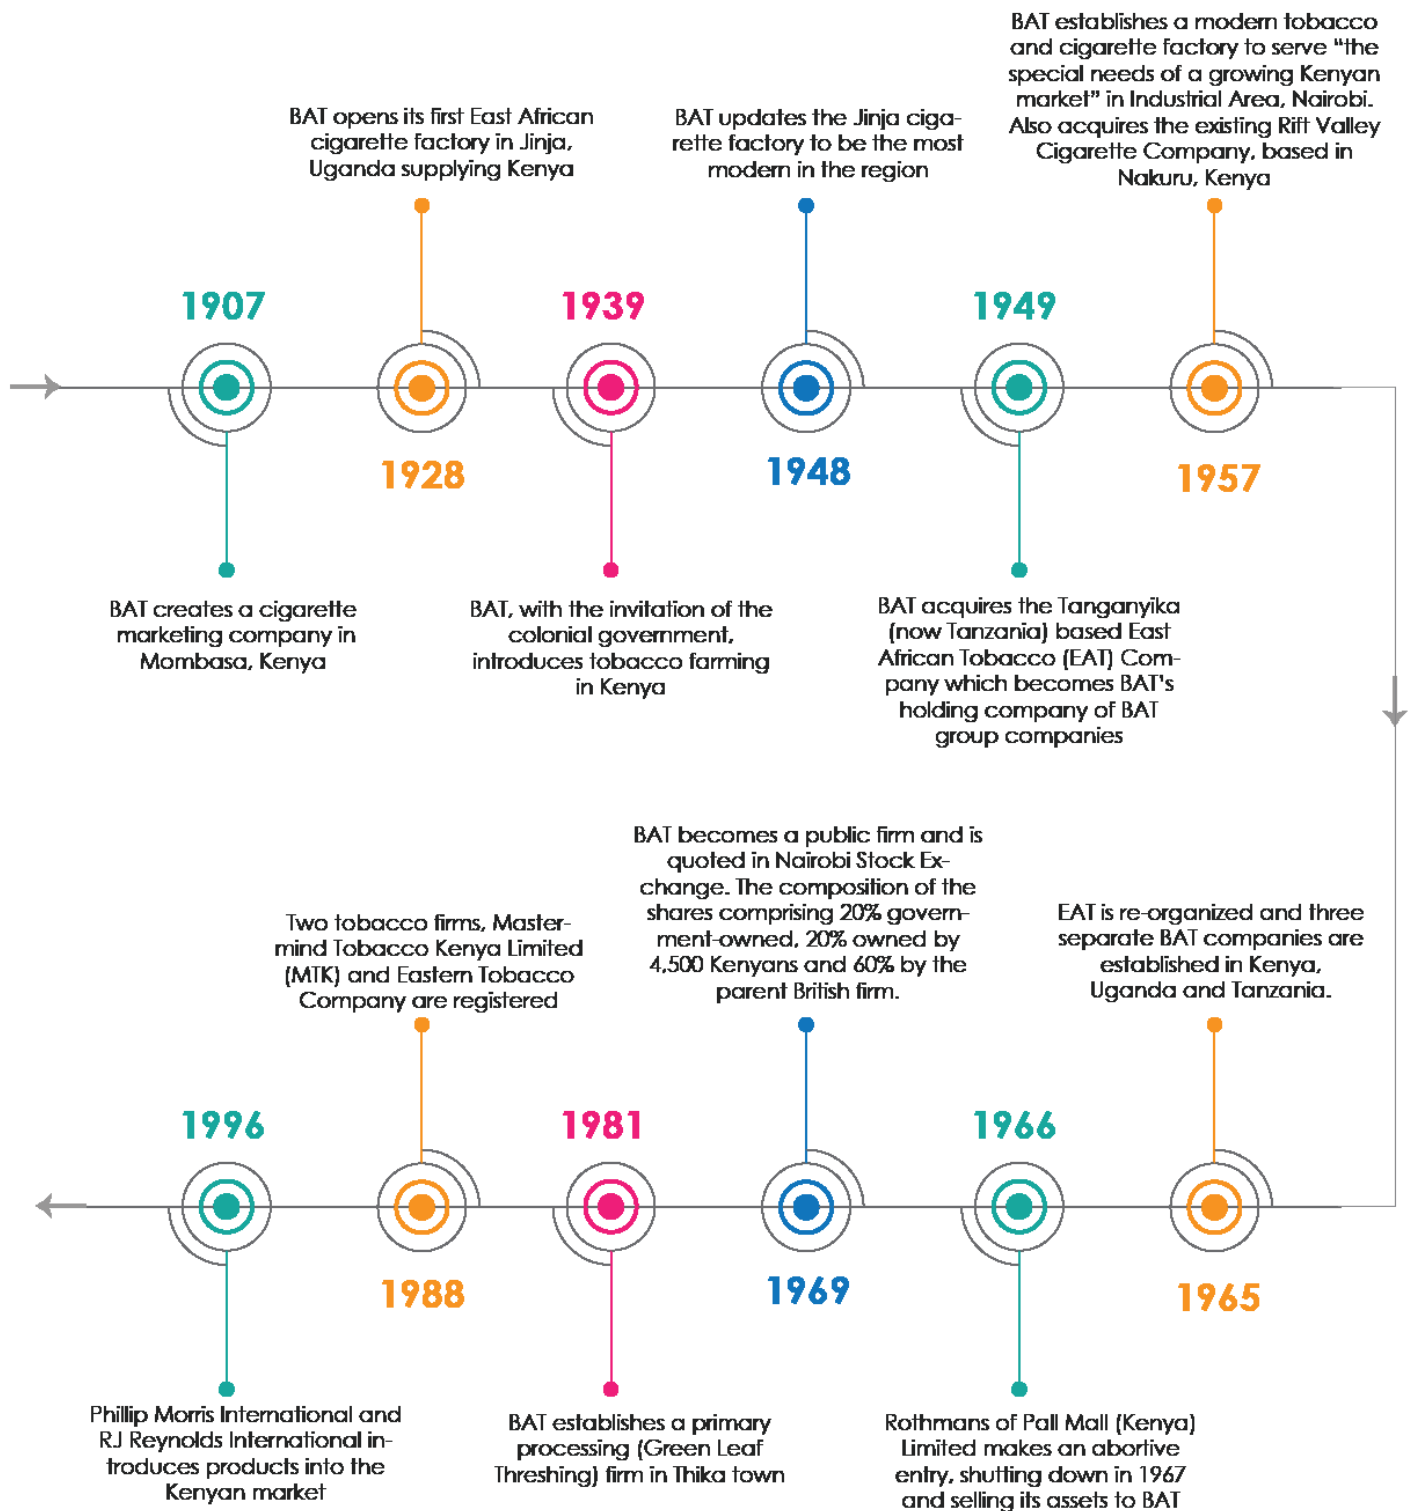 1907
BAT creates a cigarette
marketing company in
Mombasa, Kenya
BAT opens its first East African
cigarette factory in Jinja,
Uganda supplying Kenya
1928
1939
BAT, with the invitation of the
colonial government,
introduces tobacco farming
in Kenya
BAT updates the Jinja ciga-
rette factory to be the most
modern in the region
1948
1949
BAT acquires the Tanganyika
(now Tanzania) based East
African Tobacco (EAT) Com-
pany which becomes BAT's
holding company of BAT
group companies
BAT establishes a modern tobacco
and cigarette factory to serve “the
special needs of a growing Kenyan
market” in Industrial Area, Nairobi.
Also acquires the existing Rift Valley
Cigarette Company, based in
Nakuru, Kenya
1957
EAT is re-organized and three
separate BAT companies are
established in Kenya,
Uganda and Tanzania.
1965
1966
Rothmans of Pall Mall (Kenya)
Limited makes an abortive
entry, shutting down in 1967
and selling its assets to BAT
BAT becomes a public firm and is
quoted in Nairobi Stock Ex-
change. The composition of the
shares comprising 20% govern-
ment-owned, 20% owned by
4,500 Kenyans and 60% by the
parent British firm.
1969
1981
BAT establishes a primary
processing (Green Leaf
Threshing) firm in Thika town
Two tobacco firms, Master-
mind Tobacco Kenya Limited
(MTK) and Eastern Tobacco
Company are registered
1988
1996
Phillip Morris International and
RJ Reynolds International in-
troduces products into the
Kenyan market